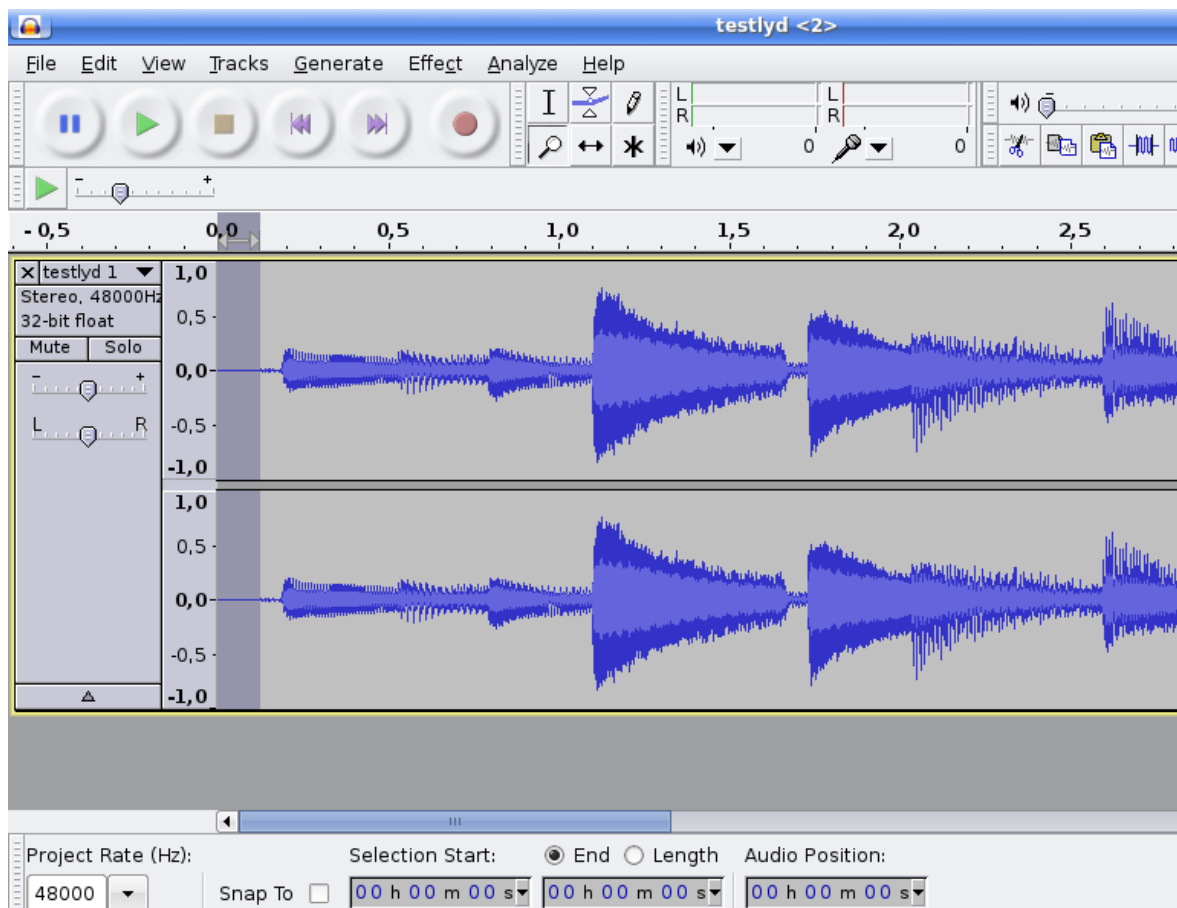 testlyd <2>
File Edit View Tracks Generate Effect Analyze Help
L L
R R
0 0
- +
- 0,5 0,0 0,5 1,0 1,5 2,0 2,5
testlyd 1
Stereo, 48000Hz
32-bit float
Mute Solo
- +
L R
1,0
0,5
0,0
-0,5
-1,0
1,0
0,5
0,0
-0,5
-1,0
Project Rate (Hz): Selection Start: End Length Audio Position:
48000 Snap To 00 h 00 m 00 s 00 h 00 m 00 s 00 h 00 m 00 s